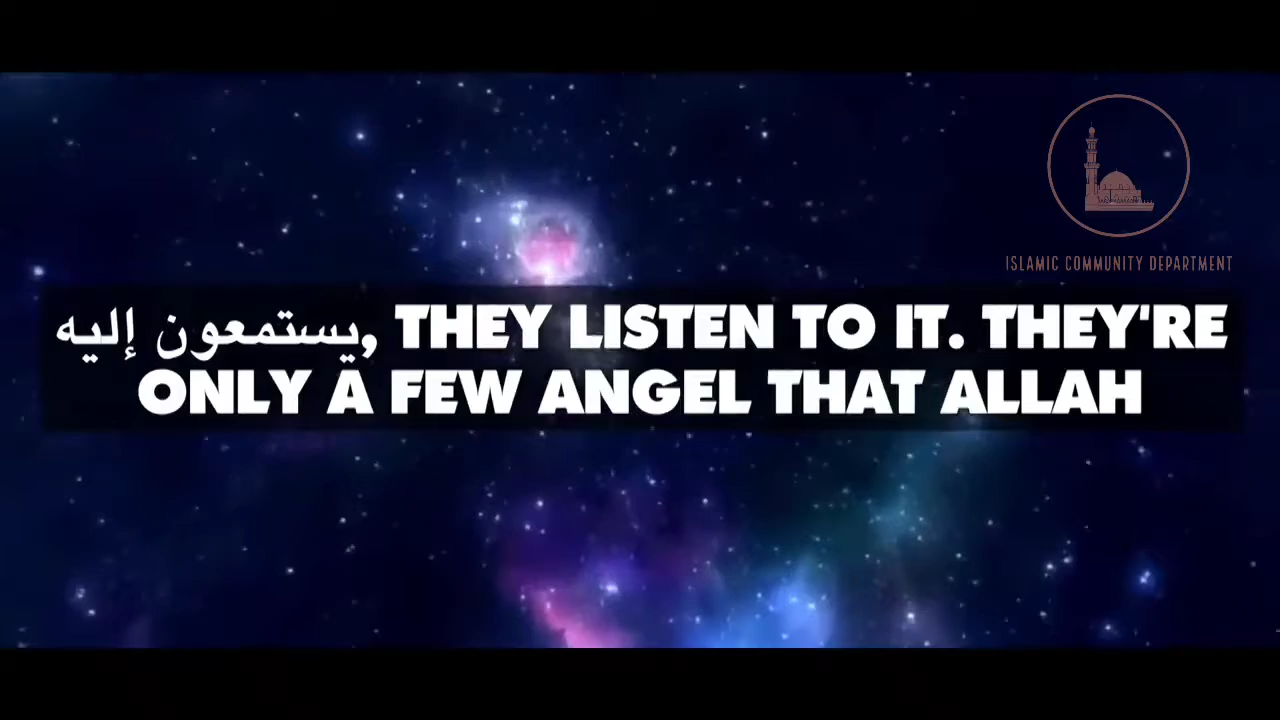 ISLAMIC COMMUNITY DEPARTMENT
يستمعون إليه, THEY LISTEN TO IT. THEY'RE
ONLY A FEW ANGEL THAT ALLAH